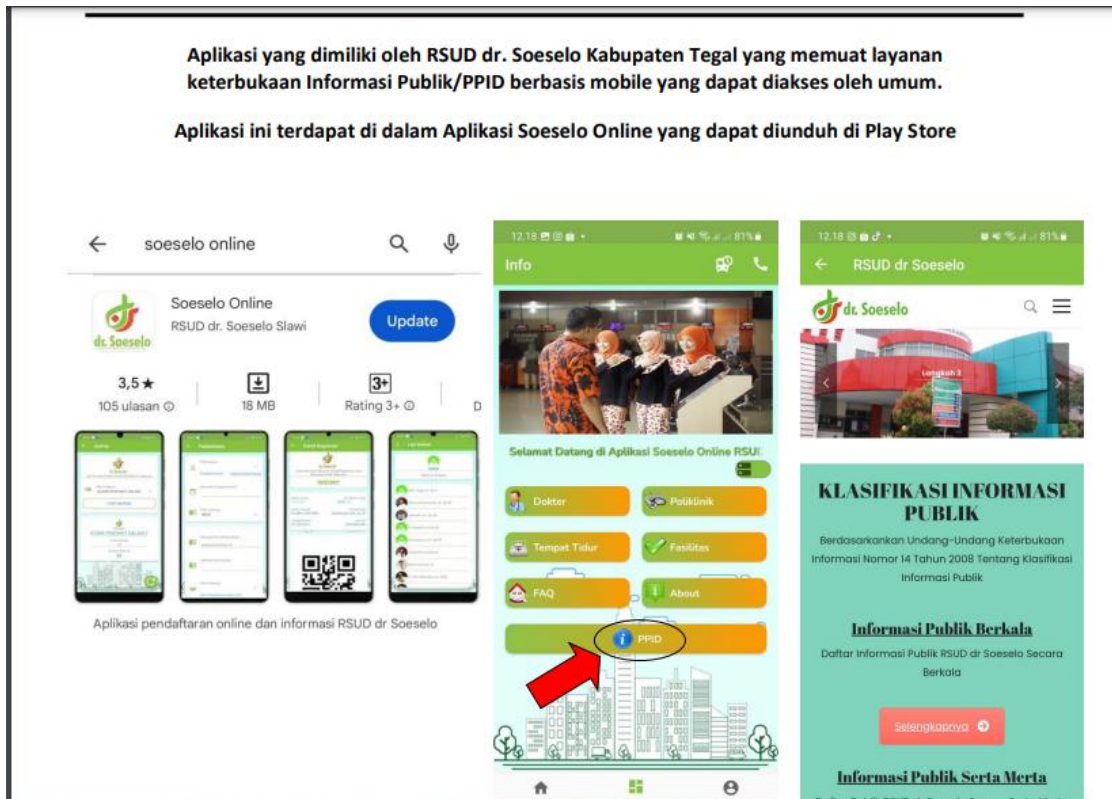 Aplikasi yang dimiliki oleh RSUD dr. Soeselo Kabupaten Tegal yang memuat layanan
keterbukaan Informasi Publik/PPID berbasis mobile yang dapat diakses oleh umum.
Aplikasi ini terdapat di dalam Aplikasi Soeselo Online yang dapat diunduh di Play Store
soeselo online
Soeselo Online
RSUD dr. Soeselo Slawi
Update
dr. Soeselo
3,5★
3+
105 ulasan
18 MB
Rating 3+
D
Aplikasi pendaftaran online dan informasi RSUD dr Soeselo
12.18
81%
Info
Selamat Datang di Aplikasi Soeselo Online RSU
Dokter
Poliklinik
Tempat Tidur
Fasilitas
FAQ
About
PPID
12.18
81%
RSUD dr Soeselo
dr. Soeselo
Langkah 3
KLASIFIKASI INFORMASI
PUBLIK
Berdasarkankan Undang-Undang Keterbukaan
Informasi Nomor 14 Tahun 2008 Tentang Klasifikasi
Informasi Publik
Informasi Publik Berkala
Daftar Informasi Publik RSUD dr Soeselo Secara
Berkala
Selengkapnya
Informasi Publik Serta Merta